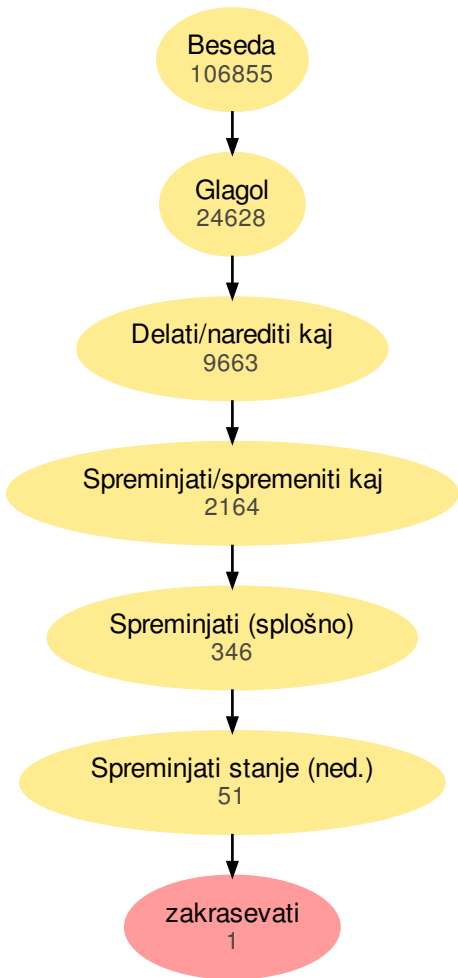 Beseda
106855
Glagol
24628
Delati/narediti kaj
9663
Spreminjati/spremeniti kaj
2164
Spreminjati (splošno)
346
Spreminjati stanje (ned.)
51
zakrasevati
1